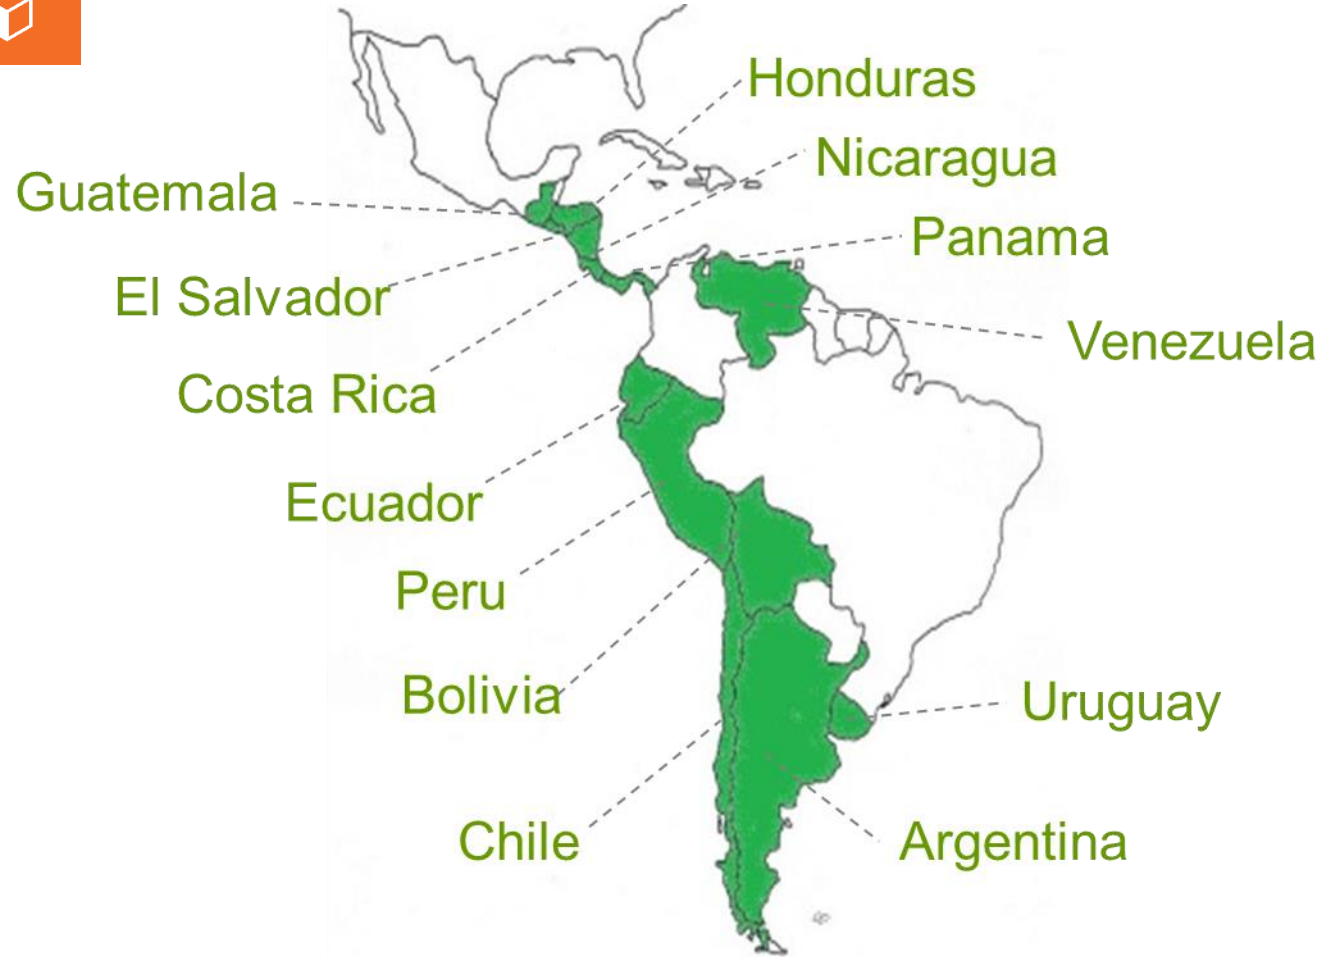 Honduras
Nicaragua
Guatemala
Panama
El Salvador
Venezuela
Costa Rica
Ecuador
Peru
Bolivia
Uruguay
Chile
Argentina